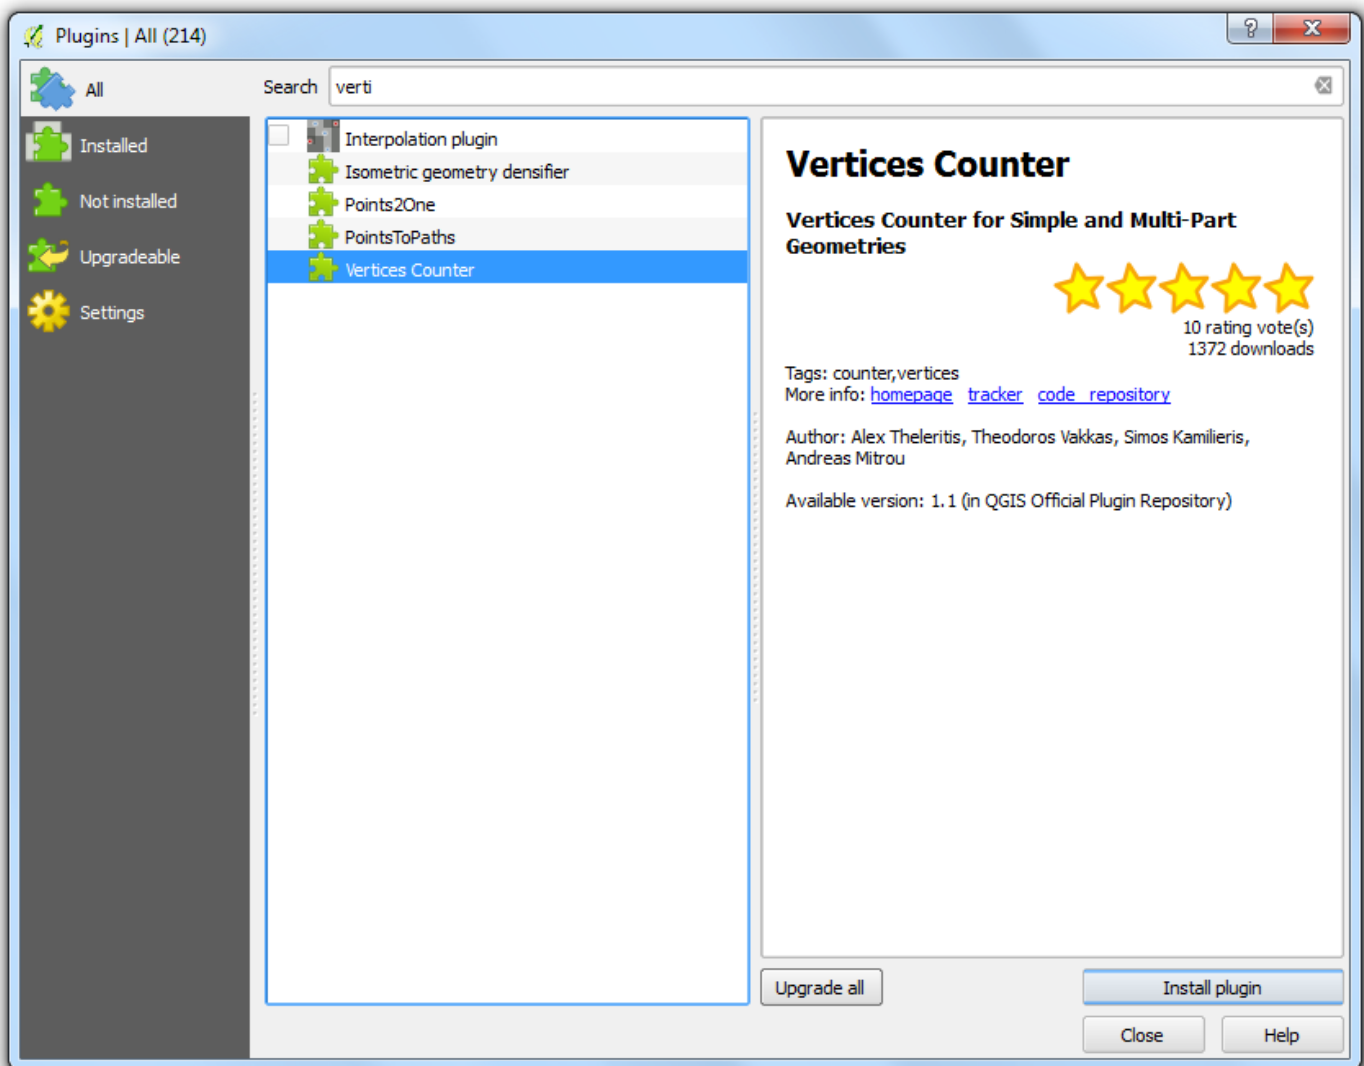 Plugins | All (214)
All
Installed
Not installed
Upgradeable
Settings
Search verti
Interpolation plugin
Isometric geometry densifier
Points2One
PointsToPaths
Vertices Counter
Vertices Counter
Vertices Counter for Simple and Multi-Part
Geometries
10 rating vote(s)
1372 downloads
Tags: counter,vertices
More info: homepage tracker code_repository
Author: Alex Theleritis, Theodoros Vakkas, Simos Kamilieris,
Andreas Mitrou
Available version: 1.1 (in QGIS Official Plugin Repository)
Upgrade all
Install plugin
Close
Help